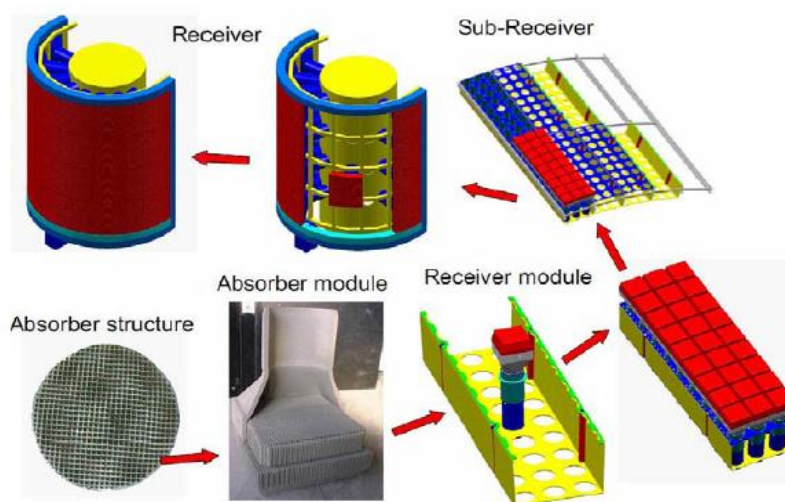 Receiver
Sub-Receiver
Absorber module
Receiver module
Absorber structure